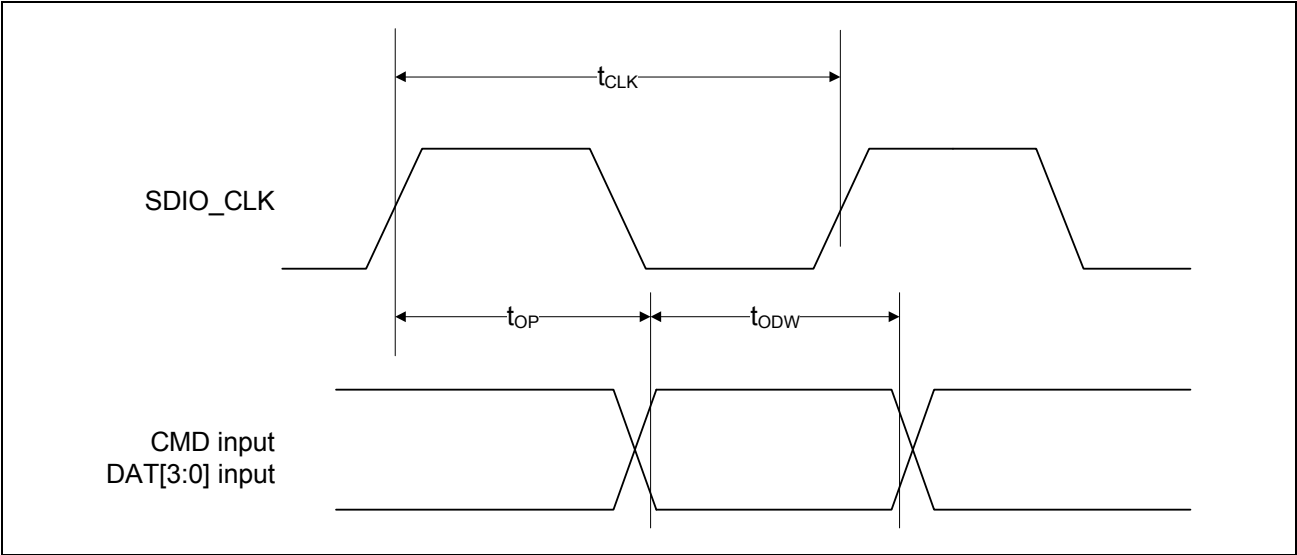 tCLK
SDIO_CLK
tOP
tODW
CMD input
DAT[3:0] input